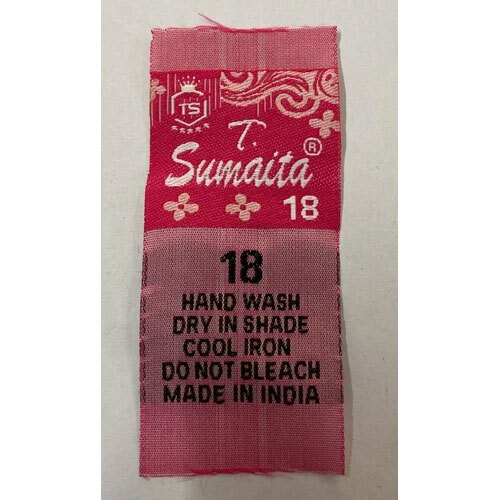 TS
T.
Sumaita®
18
18
HAND WASH
DRY IN SHADE
COOL IRON
DO NOT BLEACH
MADE IN INDIA